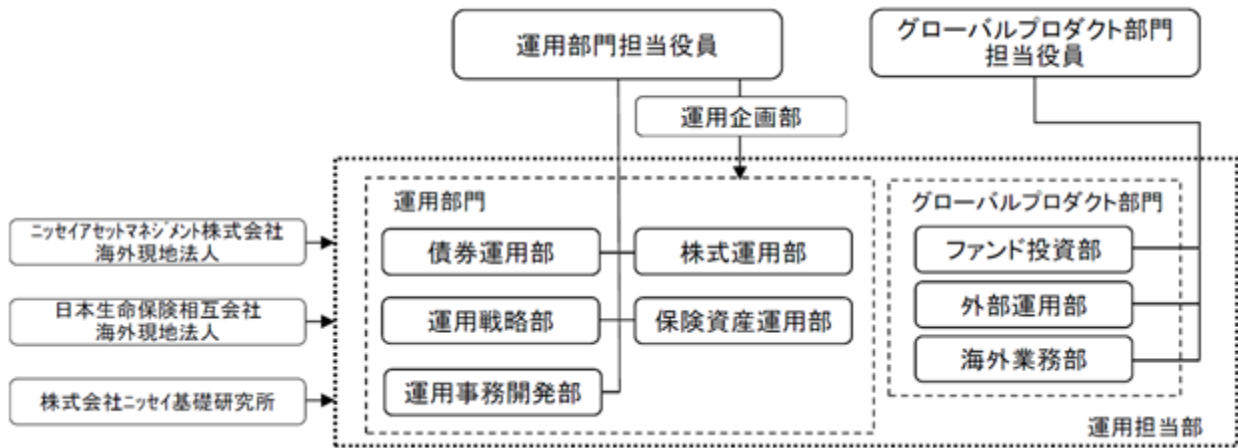 運用部門担当役員
グローバルプロダクト部門
担当役員
運用企画部
運用部門
グローバルプロダクト部門
ニッセイアセットマネジメント株式会社
海外現地法人
債券運用部
株式運用部
ファンド投資部
日本生命保険相互会社
海外現地法人
運用戦略部
保険資産運用部
外部運用部
海外業務部
株式会社ニッセイ基礎研究所
運用事務開発部
運用担当部